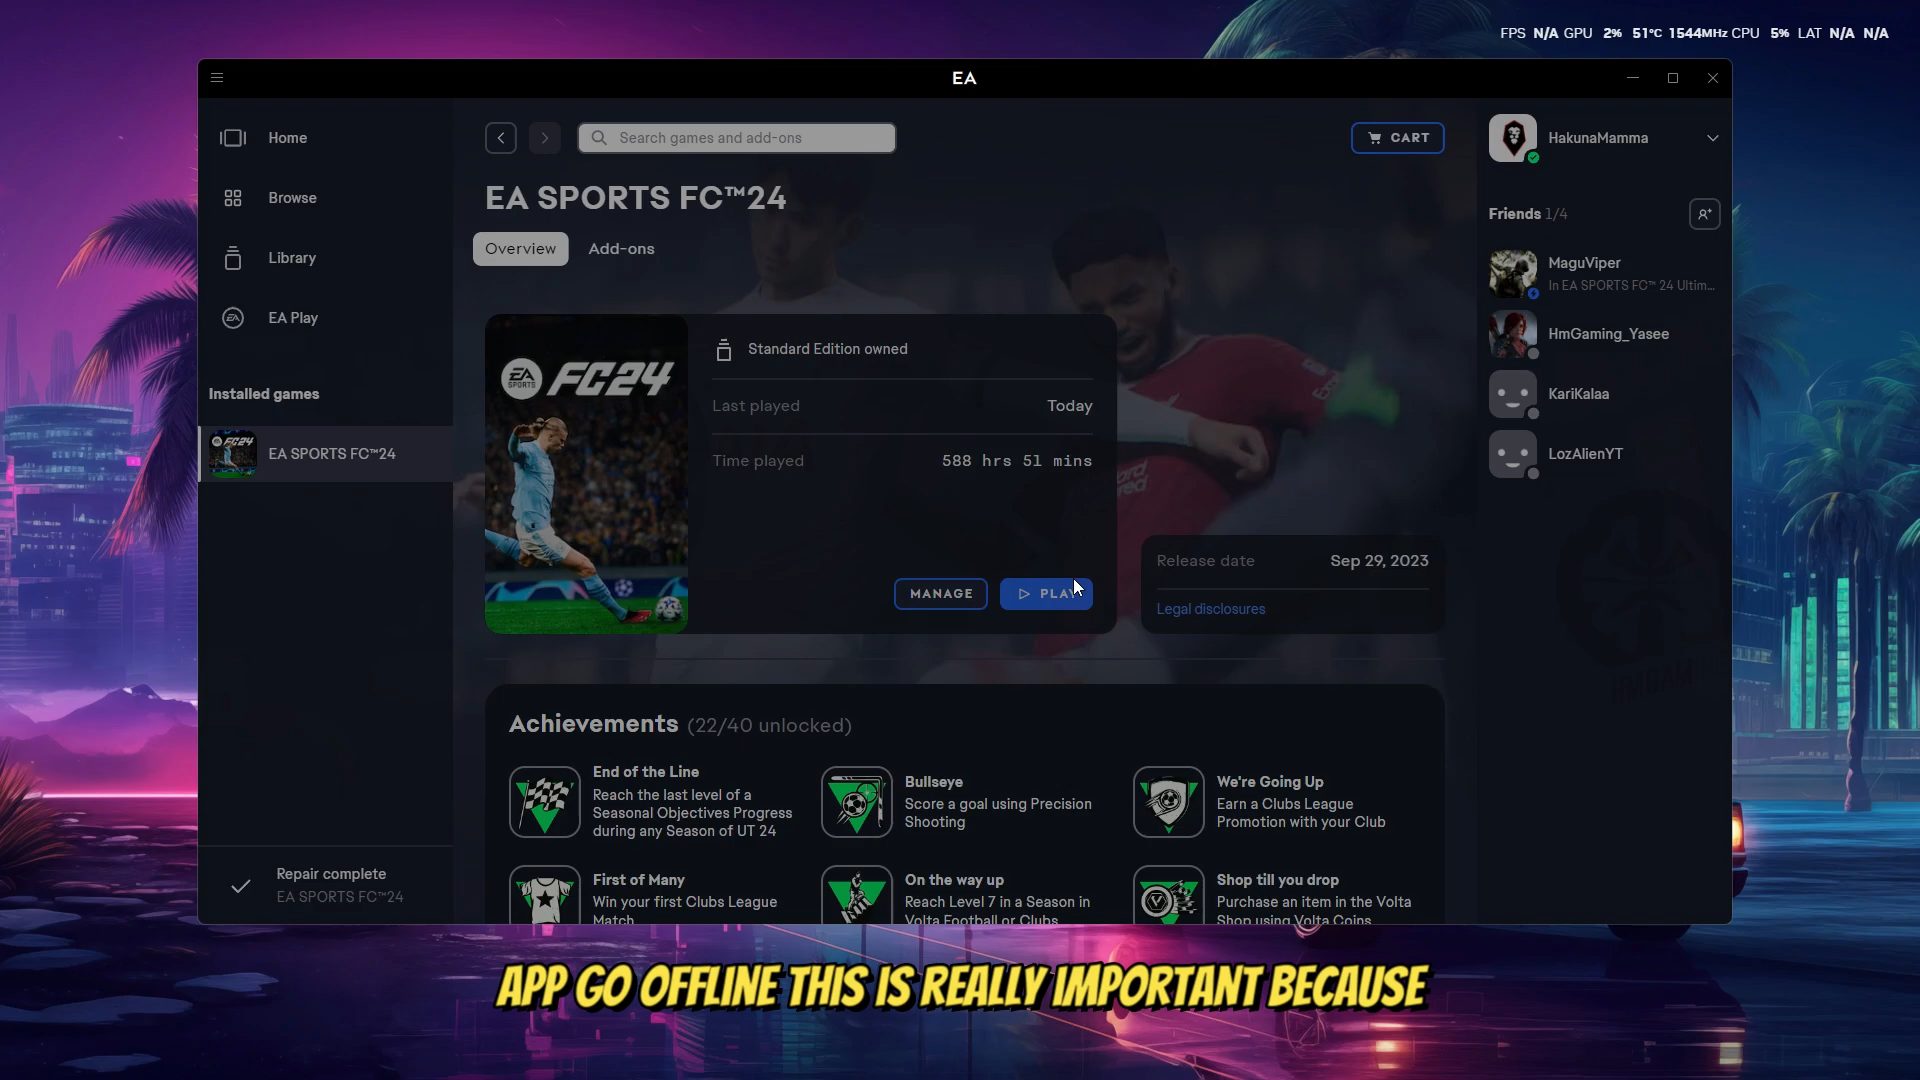 FPS N/A GPU 2% 51°C 1544MHz CPU 5% LAT N/A N/A
EA
Home
Browse
Library
EA Play
Installed games
FC24
EA SPORTS FC™24
Repair complete
EA SPORTS FC™24
Search games and add-ons
CART
EA SPORTS FC™24
Overview
Add-ons
EA SPORTS FC24
Standard Edition owned
Last played Today
Time played 588 hrs 51 mins
MANAGE
PLAY
Release date Sep 29, 2023
Legal disclosures
Achievements (22/40 unlocked)
End of the Line
Reach the last level of a
Seasonal Objectives Progress
during any Season of UT 24
Bullseye
Score a goal using Precision
Shooting
We're Going Up
Earn a Clubs League
Promotion with your Club
First of Many
Win your first Clubs League
Match
On the way up
Reach Level 7 in a Season in
Volta Football or Clubs
Shop till you drop
Purchase an item in the Volta
Shop using Volta Coins
HakunaMamma
Friends 1/4
MaguViper
In EA SPORTS FC™ 24 Ultim...
HmGaming_Yasee
KariKalaa
LozAlienYT
APP GO OFFLINE THIS IS REALLY IMPORTANT BECAUSE